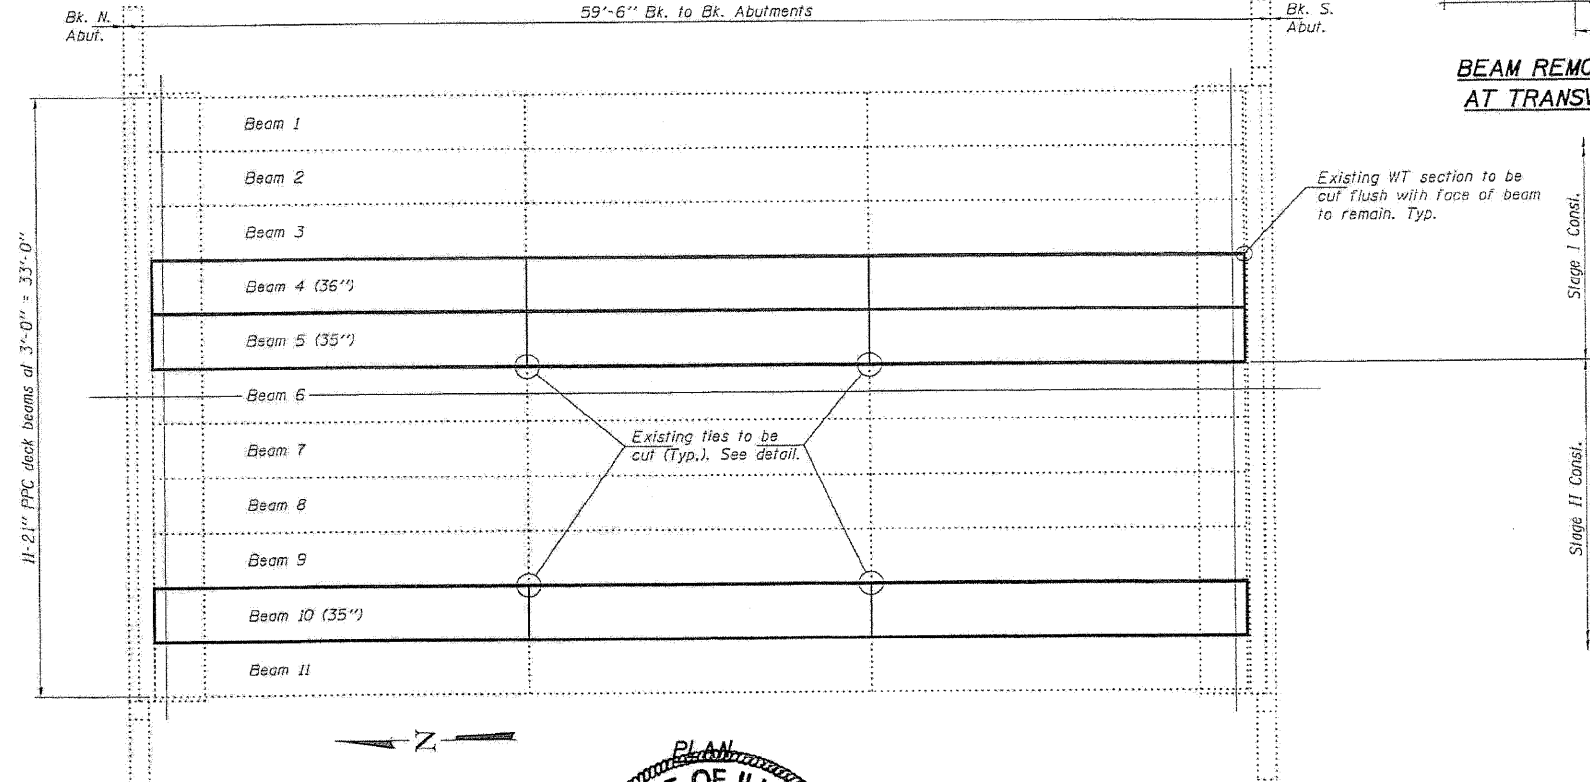 Bk. N.
Abut.
59'-6" Bk. to Bk. Abutments
Bk. S.
Abut.
BEAM REMO
AT TRANSV
11-21" PPC deck beams at 3'-0" = 33'-0"
Beam 1
Beam 2
Beam 3
Beam 4 (36")
Beam 5 (35")
Beam 6
Beam 7
Beam 8
Beam 9
Beam 10 (35")
Beam 11
Existing WT section to be
cut flush with face of beam
to remain. Typ.
Existing ties to be
cut (Typ.). See detail.
Stage I Const.
Stage II Const.
N
PLAN
E OF ILL